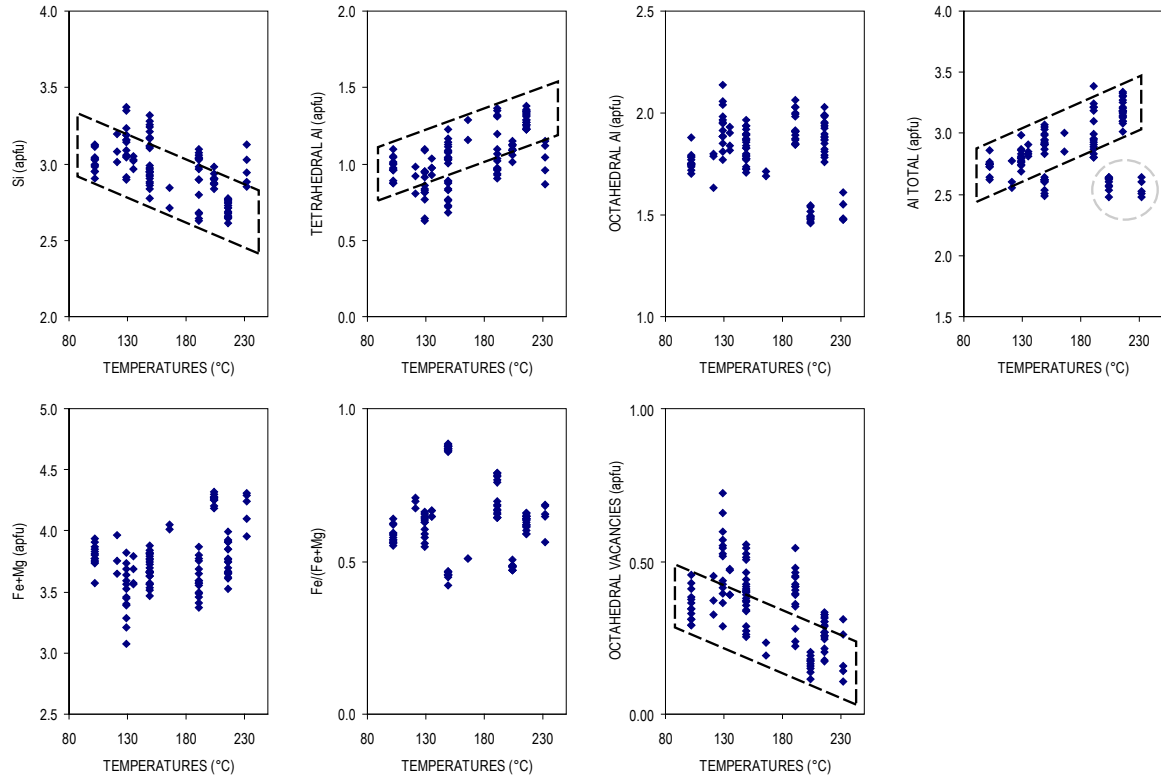 4.0
3.5
3.0
2.5
2.0
Si (apfu)
80 130 180 230
TEMPERATURES (°C)
2.0
1.5
1.0
0.5
0.0
TETRAHEDRAL Al (apfu)
80 130 180 230
TEMPERATURES (°C)
2.5
2.0
1.5
1.0
OCTAHEDRAL Al (apfu)
80 130 180 230
TEMPERATURES (°C)
4.0
3.5
3.0
2.5
2.0
1.5
Al TOTAL (apfu)
80 130 180 230
TEMPERATURES (°C)
5.0
4.5
4.0
3.5
3.0
2.5
Fe+Mg (apfu)
80 130 180 230
TEMPERATURES (°C)
1.0
0.5
0.0
Fe/(Fe+Mg)
80 130 180 230
TEMPERATURES (°C)
1.00
0.50
0.00
OCTAHEDRAL VACANCIES (apfu)
80 130 180 230
TEMPERATURES (°C)